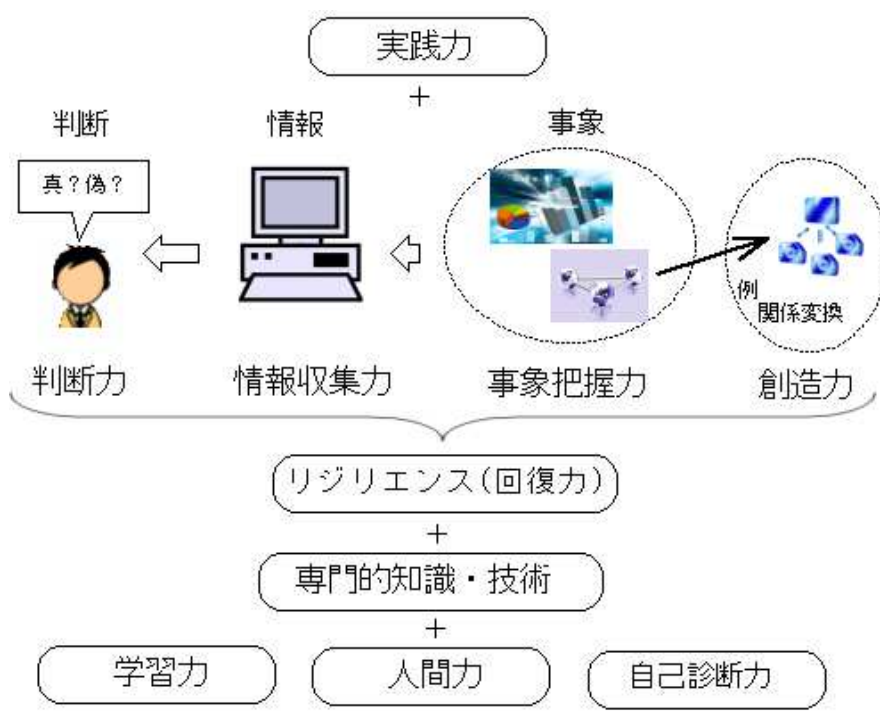 実践力
+
判断
情報
事象
真？偽？
例
関係変換
判断力
情報収集力
事象把握力
創造力
リジリエンス(回復力)
+
専門的知識・技術
+
学習力
人間力
自己診断力